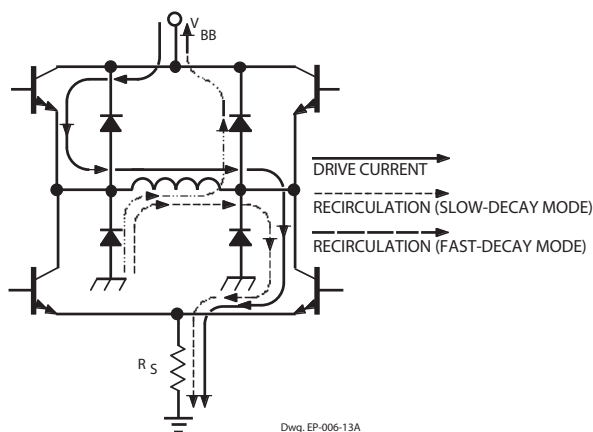 V BB
DRIVE CURRENT
RECIRCULATION (SLOW-DECAY MODE)
RECIRCULATION (FAST-DECAY MODE)
R S
Dwg. EP-006-13A